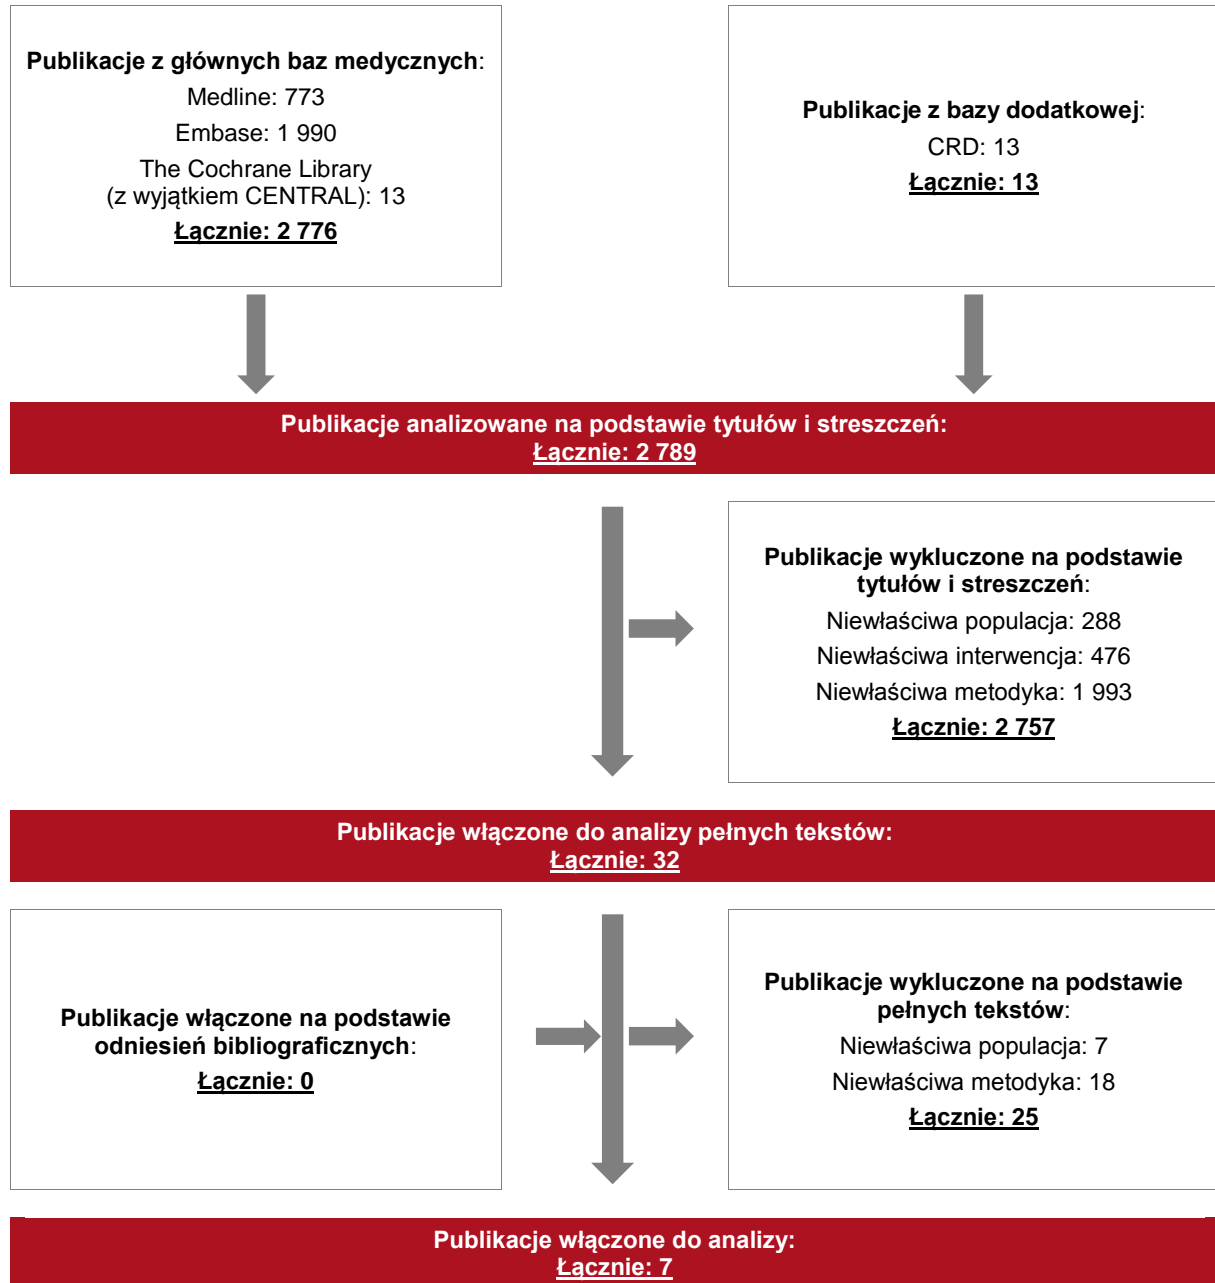 Publikacje z głównych baz medycznych:
Medline: 773
Embase: 1 990
The Cochrane Library
(z wyjątkiem CENTRAL): 13
Łącznie: 2 776
Publikacje z bazy dodatkowej:
CRD: 13
Łącznie: 13
Publikacje analizowane na podstawie tytułów i streszczeń:
Łącznie: 2 789
Publikacje wykluczone na podstawie
tytułów i streszczeń:
Niewłaściwa populacja: 288
Niewłaściwa interwencja: 476
Niewłaściwa metodyka: 1 993
Łącznie: 2 757
Publikacje włączone do analizy pełnych tekstów:
Łącznie: 32
Publikacje włączone na podstawie
odniesień bibliograficznych:
Łącznie: 0
Publikacje wykluczone na podstawie
pełnych tekstów:
Niewłaściwa populacja: 7
Niewłaściwa metodyka: 18
Łącznie: 25
Publikacje włączone do analizy:
Łącznie: 7